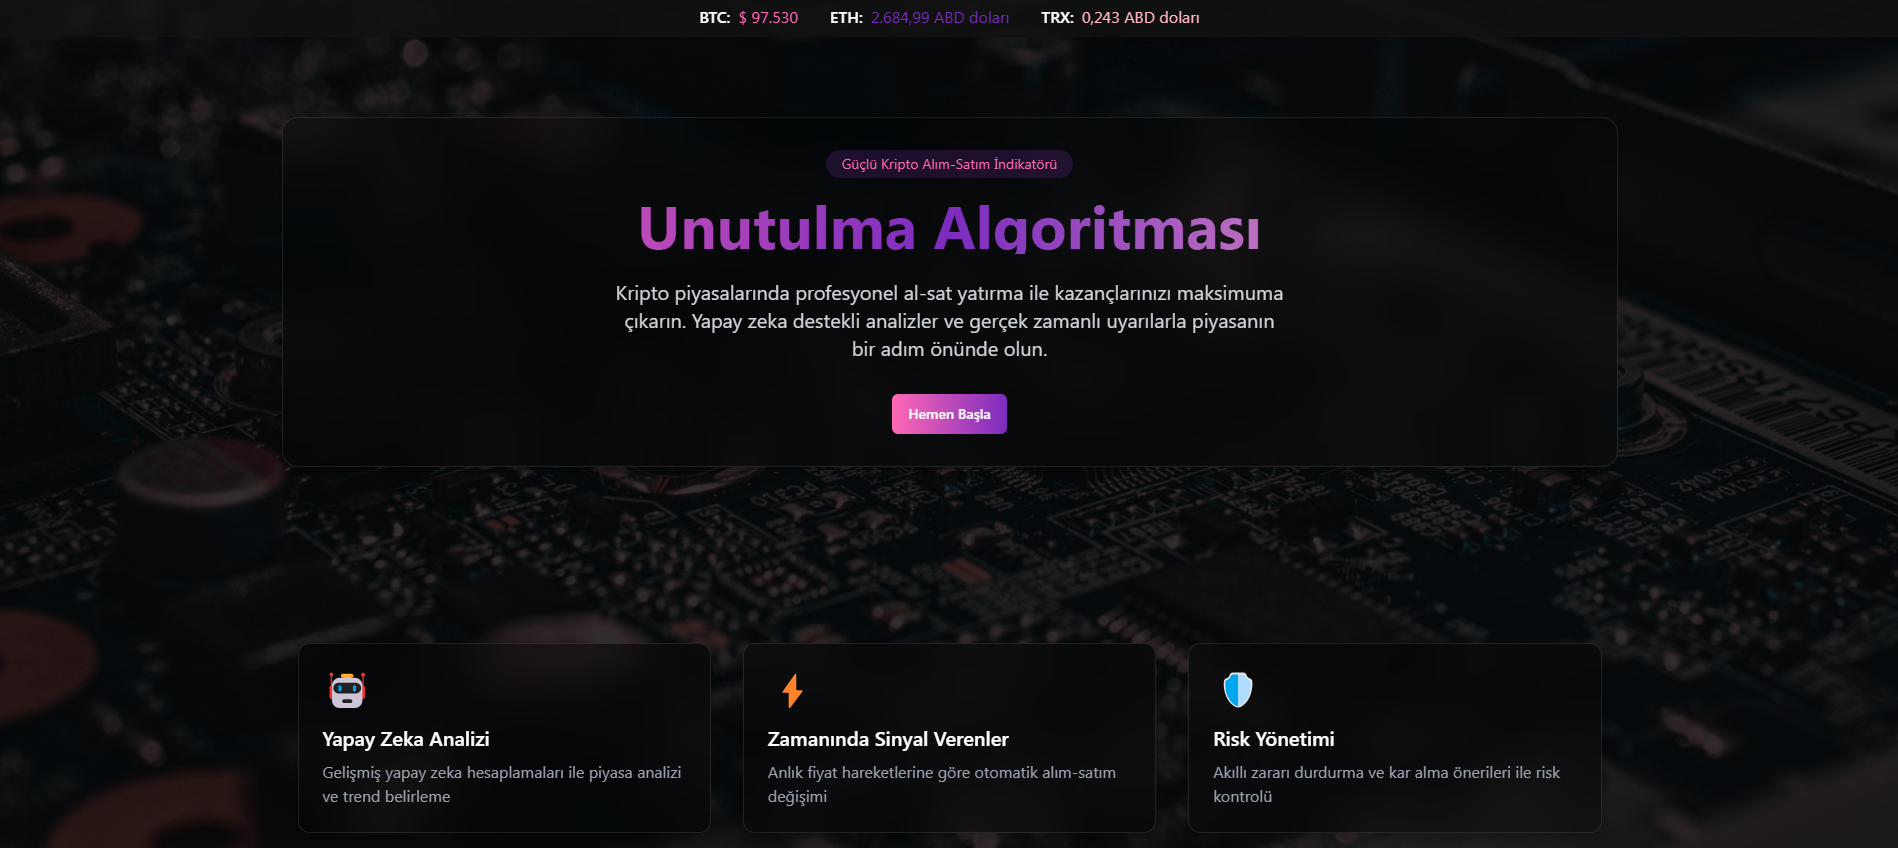 BTC: $ 97.530 ETH: 2.684,99 ABD doları TRX: 0,243 ABD doları
Güçlü Kripto Alım-Satım İndikatörü
Unutulma Algoritması
Kripto piyasalarında profesyonel al-sat yatırma ile kazançlarınızı maksimuma
çıkarın. Yapay zeka destekli analizler ve gerçek zamanlı uyarılarla piyasanın
bir adım önünde olun.
Hemen Başla
Yapay Zeka Analizi
Gelişmiş yapay zeka hesaplamaları ile piyasa analizi
ve trend belirleme
Zamanında Sinyal Verenler
Anlık fiyat hareketlerine göre otomatik alım-satım
değişimi
Risk Yönetimi
Akıllı zararı durdurma ve kar alma önerileri ile risk
kontrolü